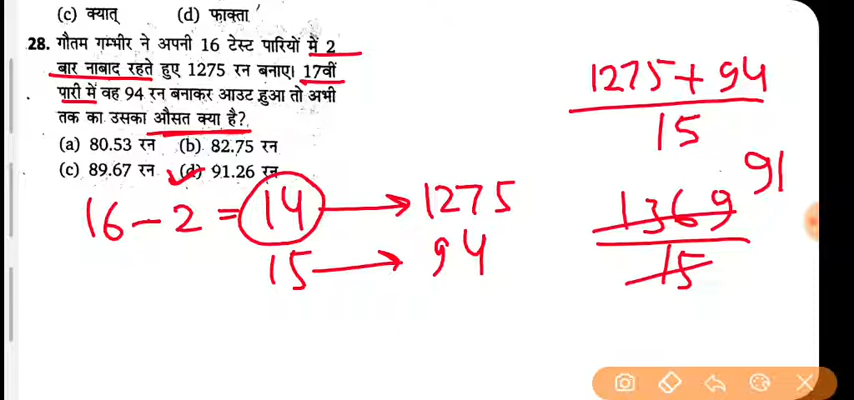 (c) क्यात् (d) फाक्ता
28. गौतम गम्भीर ने अपनी 16 टेस्ट पारियों में 2
बार नाबाद रहते हुए 1275 रन बनाए। 17वीं
पारी में वह 94 रन बनाकर आउट हुआ तो अभी
तक का उसका औसत क्या है?
(a) 80.53 रन (b) 82.75 रन
(c) 89.67 रन (d) 91.26 रन
16 - 2 = 14 → 1275
15 → 94
1275 + 94
15
91
1369
15